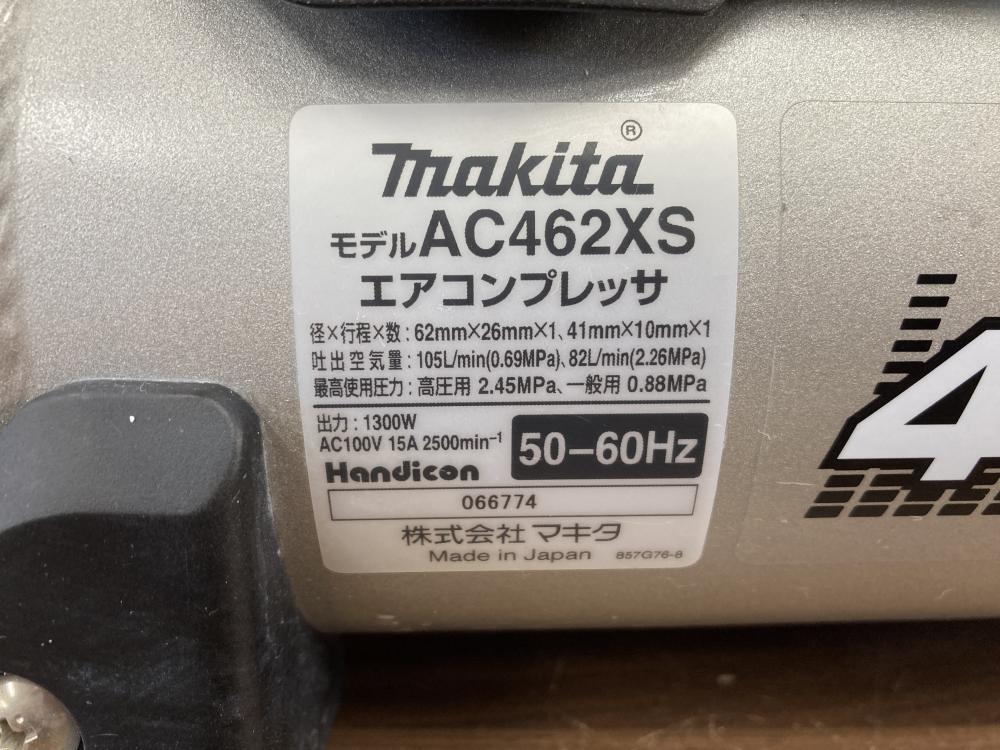 makita®
モデルAC462XS
エアコンプレッサ
径×行程×数：62mm×26mm×1、41mm×10mm×1
吐出空気量：105L/min(0.69MPa)、82L/min(2.26MPa)
最高使用圧力：高圧用 2.45MPa、一般用 0.88MPa
出力：1300W
AC100V 15A 2500min⁻¹
50−60Hz
Handicon
066774
株式会社 マキタ
Made in Japan 857G76-8
4